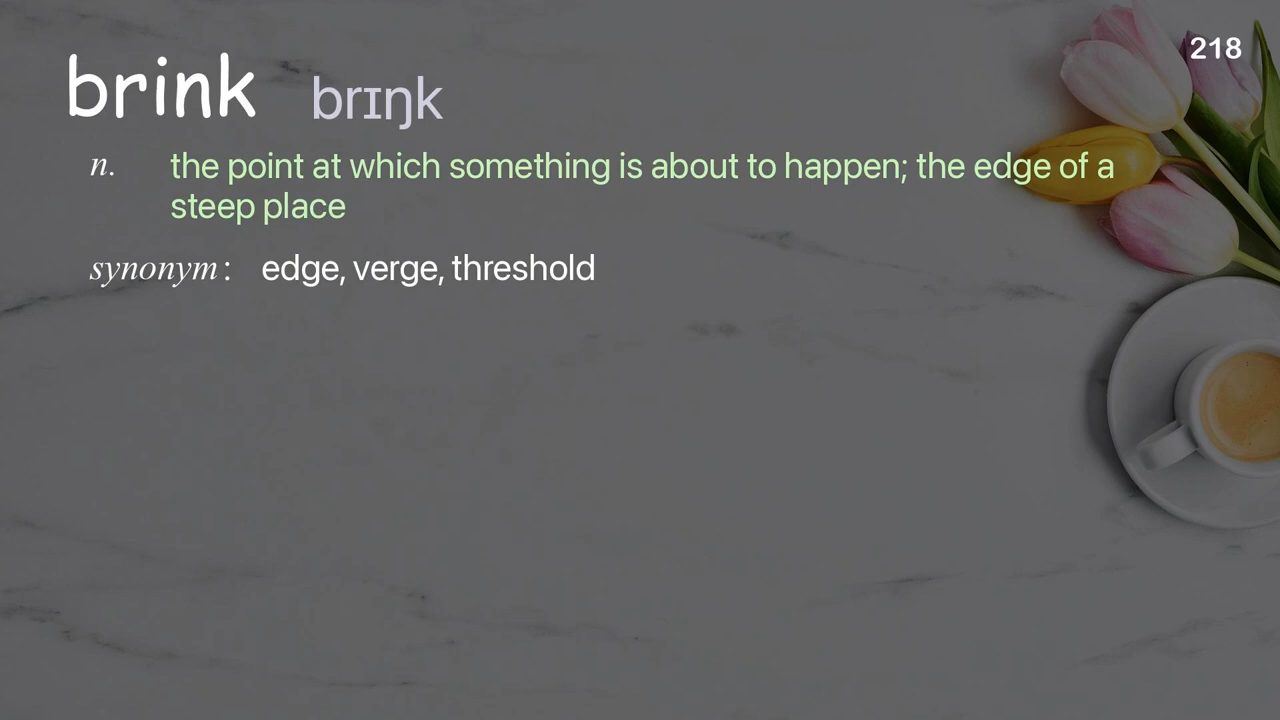 218
brink brɪŋk
n. the point at which something is about to happen; the edge of a
steep place
synonym: edge, verge, threshold